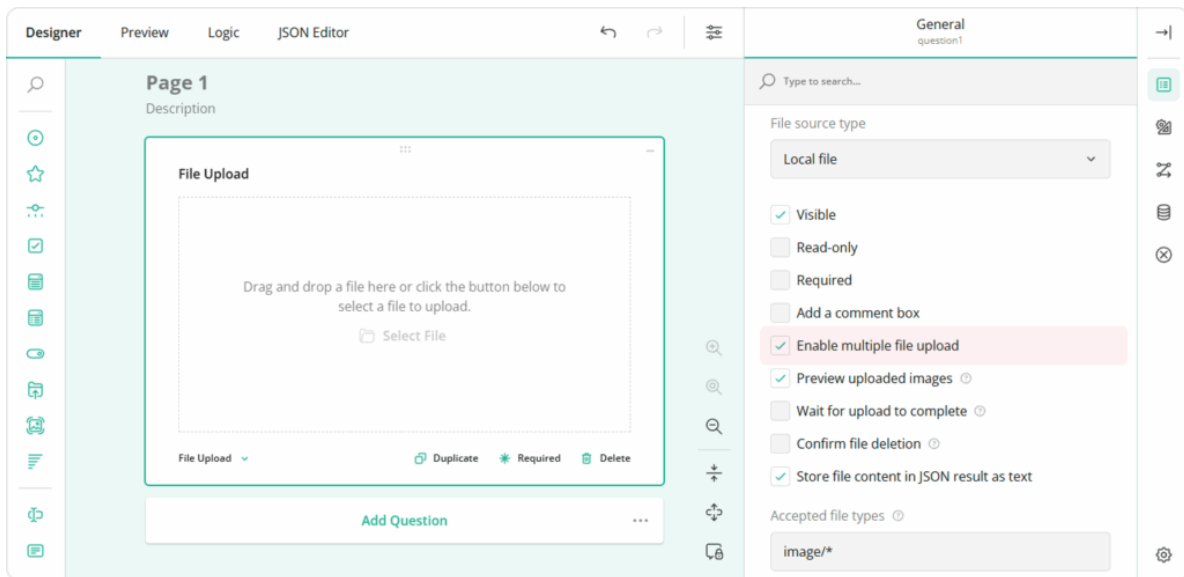 Designer
Preview
Logic
JSON Editor
General
question1
Page 1
Description
File Upload
Drag and drop a file here or click the button below to
select a file to upload.
Select File
File Upload
Duplicate
Required
Delete
Add Question
Type to search...
File source type
Local file
Visible
Read-only
Required
Add a comment box
Enable multiple file upload
Preview uploaded images
Wait for upload to complete
Confirm file deletion
Store file content in JSON result as text
Accepted file types
image/*